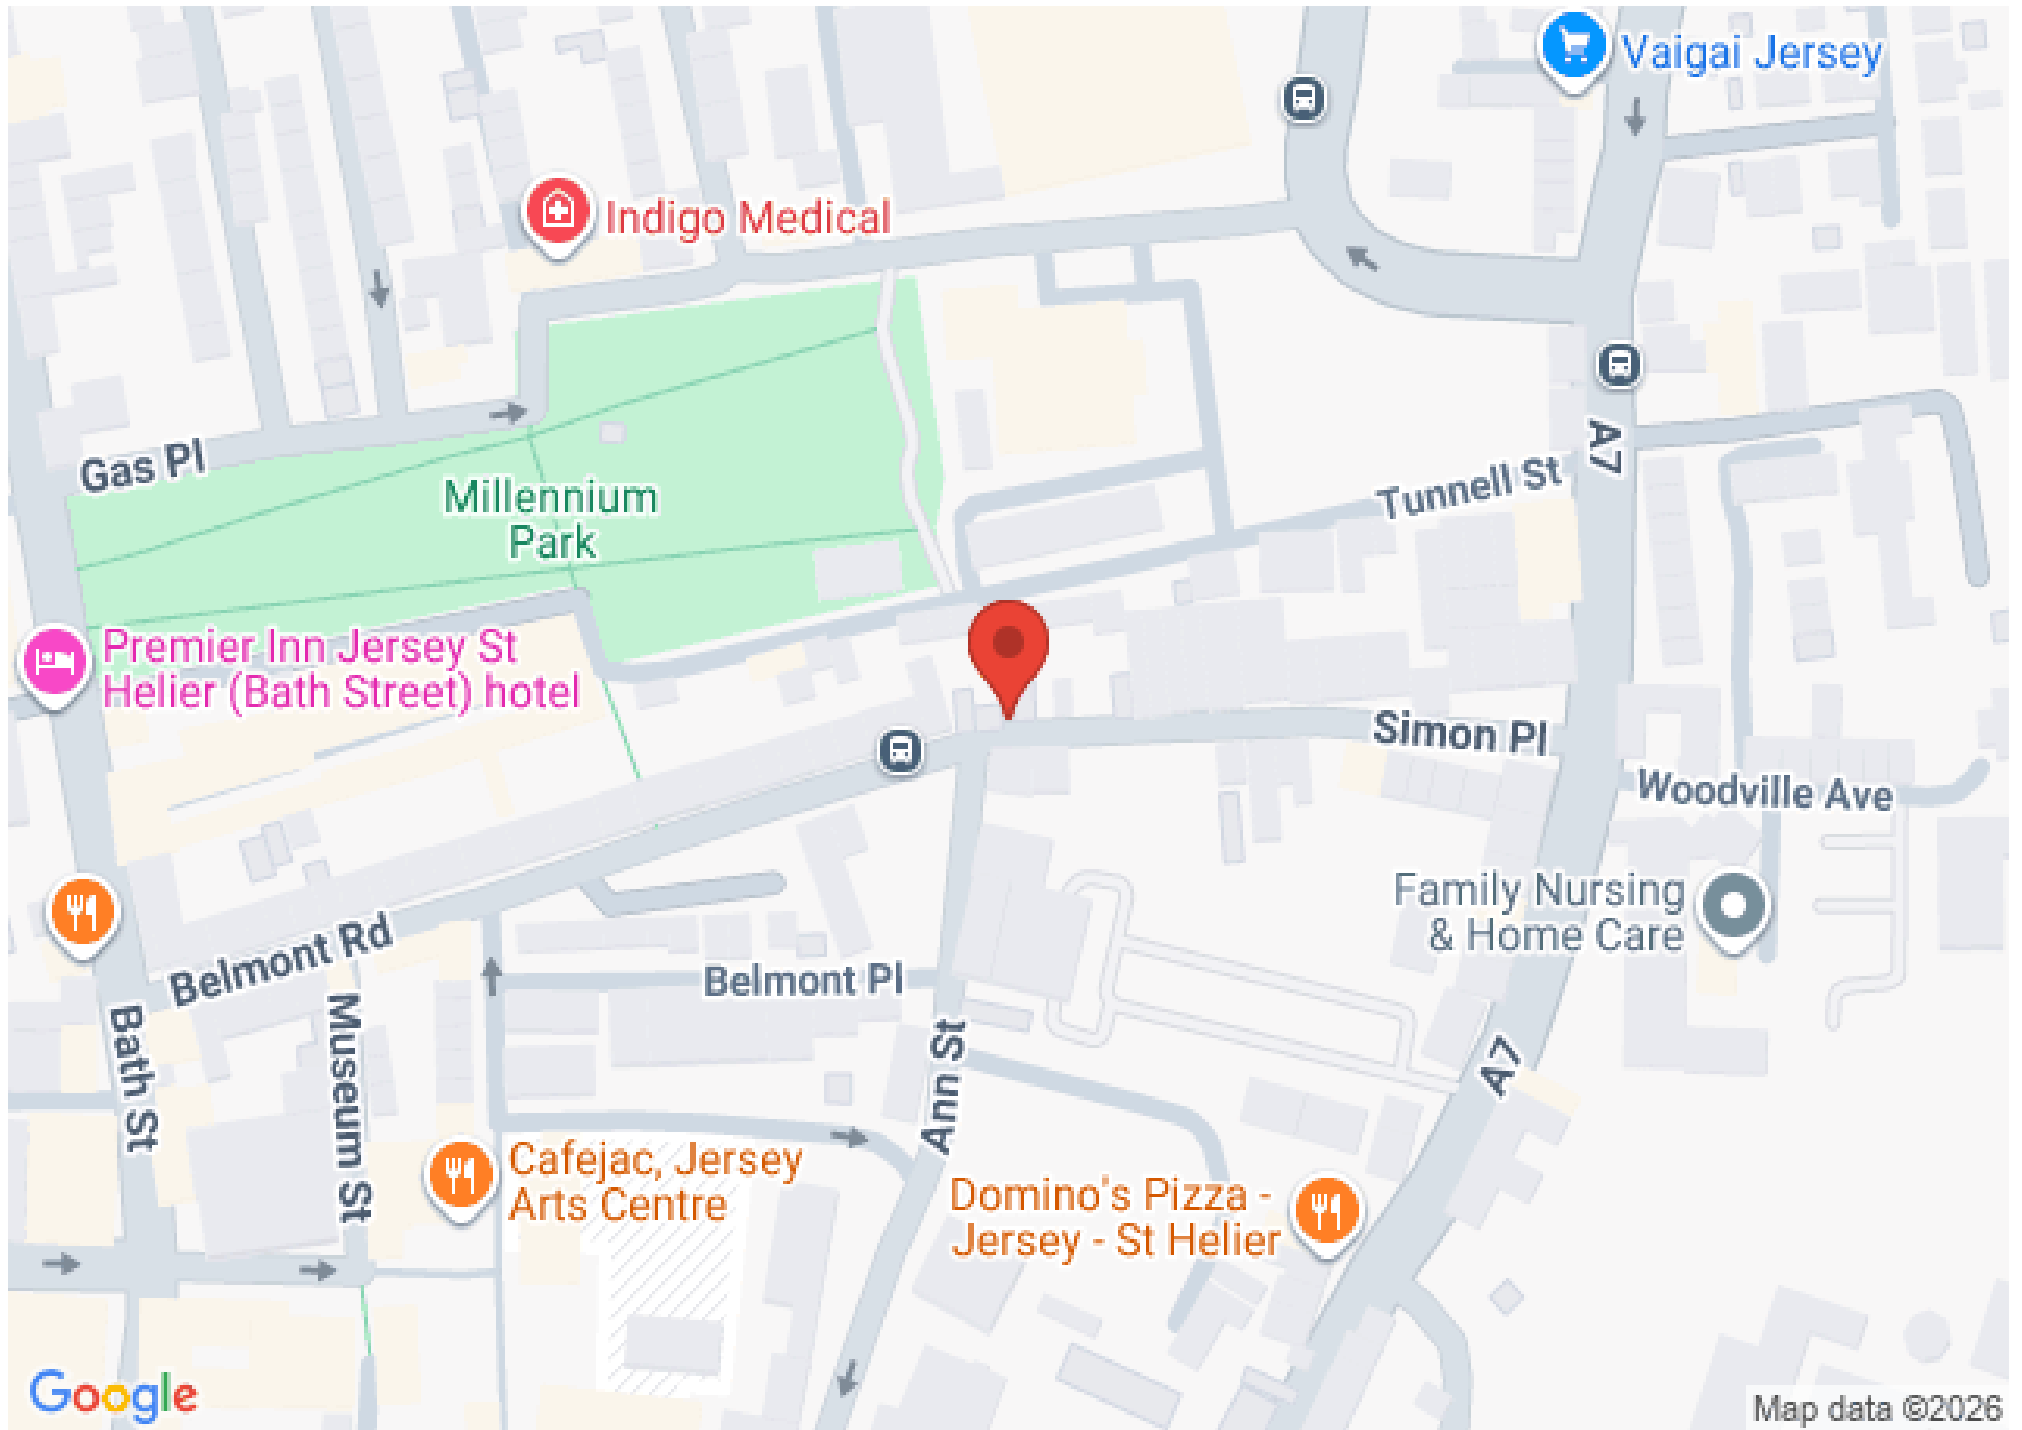 Vaigai Jersey
Indigo Medical
A7
Gas Pl
Tunnell St
Millennium
Park
Premier Inn Jersey St
Helier (Bath Street) hotel
Simon Pl
Woodville Ave
Family Nursing
& Home Care
Belmont Rd
Belmont Pl
Bath St
Museum St
Ann St
A7
Cafejac, Jersey
Arts Centre
Domino's Pizza -
Jersey - St Helier
Google
Map data ©2026